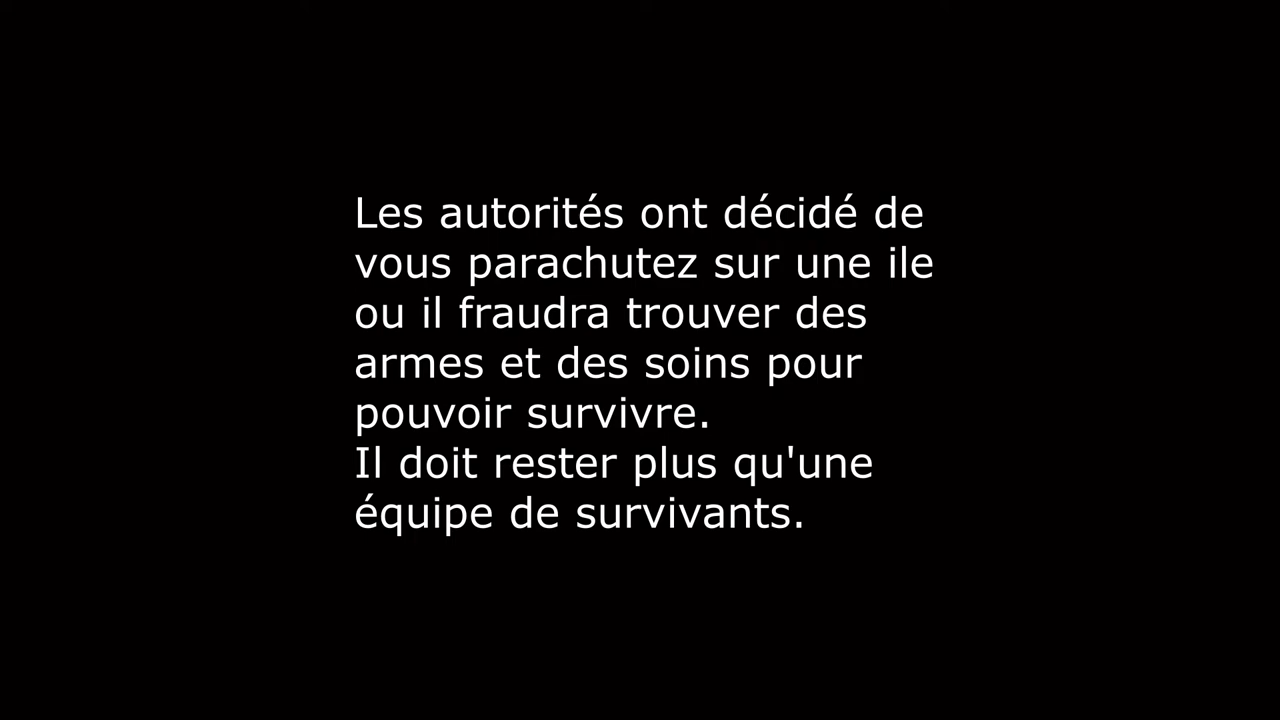 Les autorités ont décidé de
vous parachutez sur une ile
ou il fraudra trouver des
armes et des soins pour
pouvoir survivre.
Il doit rester plus qu'une
équipe de survivants.